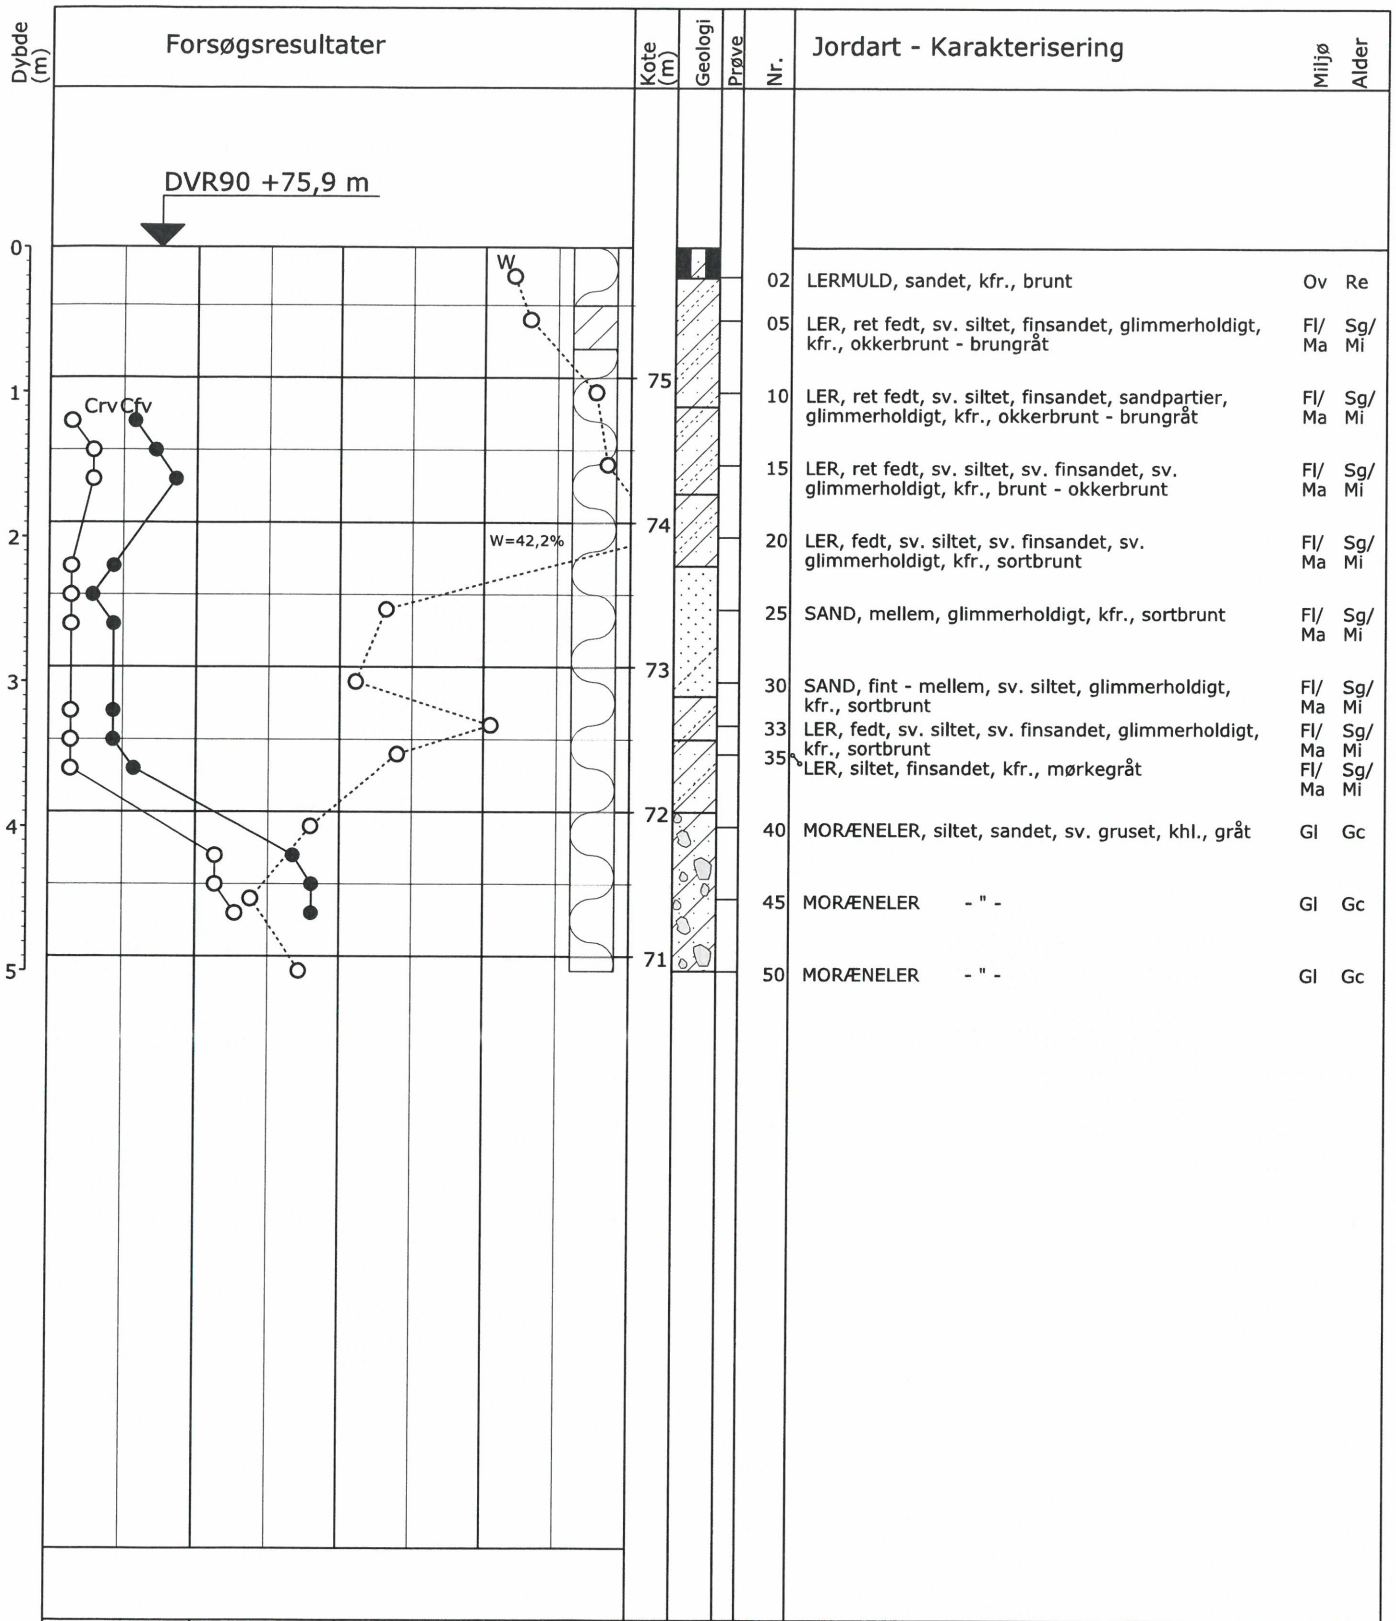 Dybde (m)
Forsøgsresultater
Kote (m)
Geologi
Prøve
Nr.
Jordart - Karakterisering
Miljø
Alder
DVR90 +75,9 m
0
W
02 LERMULD, sandet, kfr., brunt Ov Re
05 LER, ret fedt, sv. siltet, finsandet, glimmerholdigt, Fl/ Sg/
kfr., okkerbrunt - brungråt Ma Mi
75
1
10 LER, ret fedt, sv. siltet, finsandet, sandpartier, Fl/ Sg/
glimmerholdigt, kfr., okkerbrunt - brungråt Ma Mi
Crv Cfv
15 LER, ret fedt, sv. siltet, sv. finsandet, sv. Fl/ Sg/
glimmerholdigt, kfr., brunt - okkerbrunt Ma Mi
74
2
W=42,2%
20 LER, fedt, sv. siltet, sv. finsandet, sv. Fl/ Sg/
glimmerholdigt, kfr., sortbrunt Ma Mi
25 SAND, mellem, glimmerholdigt, kfr., sortbrunt Fl/ Sg/
Ma Mi
73
3
30 SAND, fint - mellem, sv. siltet, glimmerholdigt, Fl/ Sg/
kfr., sortbrunt Ma Mi
33 LER, fedt, sv. siltet, sv. finsandet, glimmerholdigt, Fl/ Sg/
kfr., sortbrunt Ma Mi
35 LER, siltet, finsandet, kfr., mørkegråt Fl/ Sg/
Ma Mi
72
4
40 MORÆNELER, siltet, sandet, sv. gruset, khl., gråt Gl Gc
45 MORÆNELER - " - Gl Gc
71
5
50 MORÆNELER - " - Gl Gc